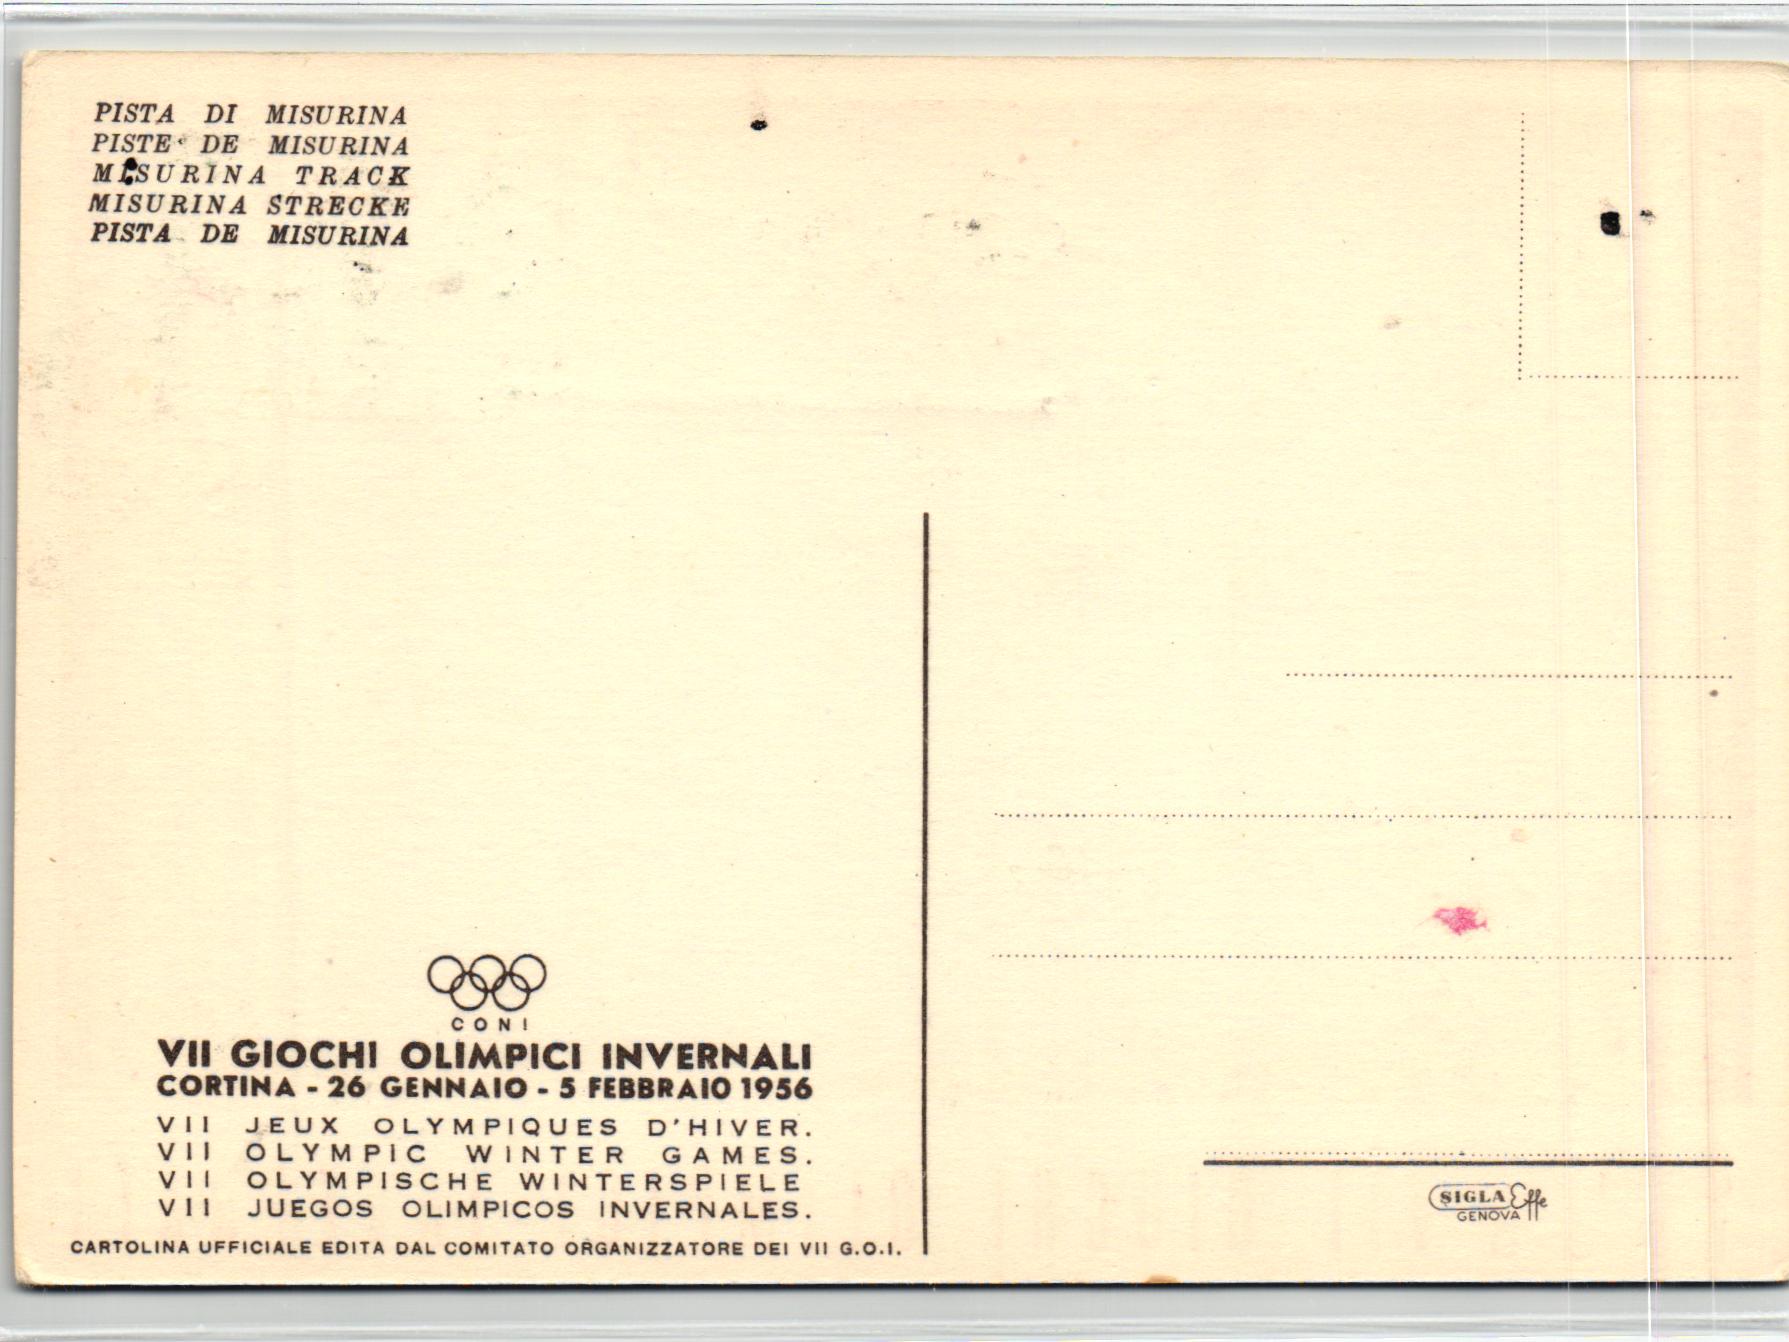 PISTA DI MISURINA
PISTE DE MISURINA
MISURINA TRACK
MISURINA STRECKE
PISTA DE MISURINA
CONI
VII GIOCHI OLIMPICI INVERNALI
CORTINA - 26 GENNAIO - 5 FEBBRAIO 1956
VII JEUX OLYMPIQUES D'HIVER.
VII OLYMPIC WINTER GAMES.
VII OLYMPISCHE WINTERSPIELE
VII JUEGOS OLIMPICOS INVERNALES.
CARTOLINA UFFICIALE EDITA DAL COMITATO ORGANIZZATORE DEI VII G.O.I.
SIGLA Effe
GENOVA